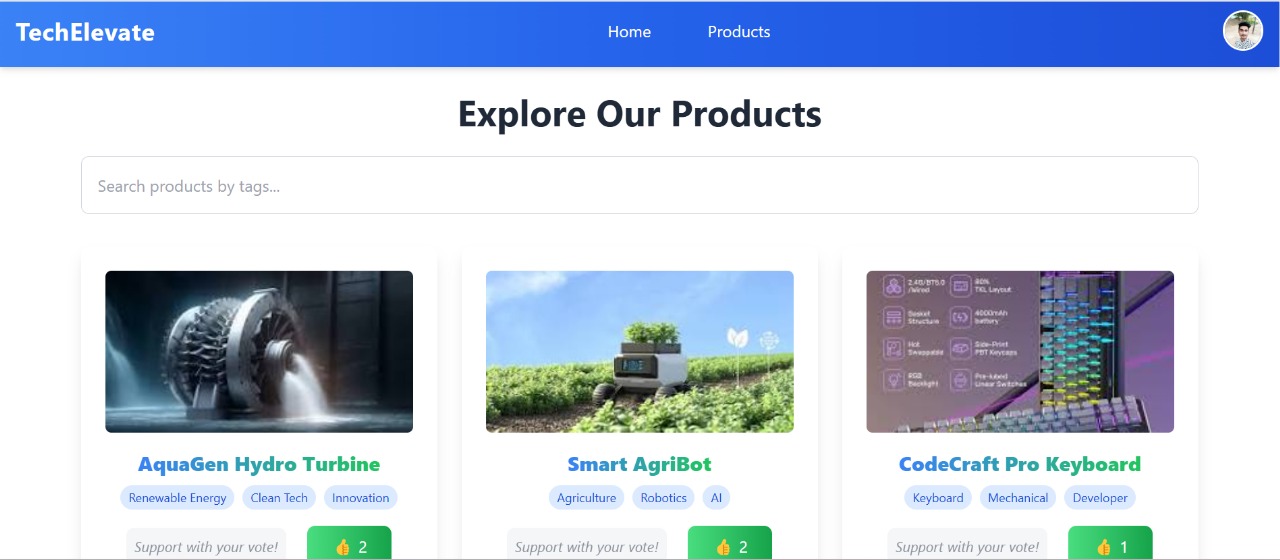 TechElevate Home Products
Explore Our Products
Search products by tags...
2.4G/BT5.0
/Wired
80%
TKL Layout
Gasket
Structure
4000mAh
battery
Hot
Swappable
Side-Print
PBT Keycaps
RGB
Backlight
Pre-lubed
Linear Switches
AquaGen Hydro Turbine
Renewable Energy Clean Tech Innovation
Support with your vote! 👍 2
Smart AgriBot
Agriculture Robotics AI
Support with your vote! 👍 2
CodeCraft Pro Keyboard
Keyboard Mechanical Developer
Support with your vote! 👍 1